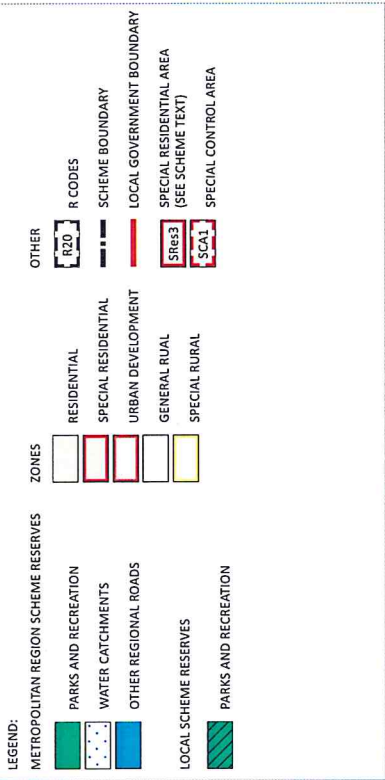 LEGEND:
METROPOLITAN REGION SCHEME RESERVES
PARKS AND RECREATION
WATER CATCHMENTS
OTHER REGIONAL ROADS
LOCAL SCHEME RESERVES
PARKS AND RECREATION
ZONES
RESIDENTIAL
SPECIAL RESIDENTIAL
URBAN DEVELOPMENT
GENERAL RUAL
SPECIAL RURAL
OTHER
R20 R CODES
SCHEME BOUNDARY
LOCAL GOVERNMENT BOUNDARY
SRes3 SPECIAL RESIDENTIAL AREA
(SEE SCHEME TEXT)
SCA1 SPECIAL CONTROL AREA